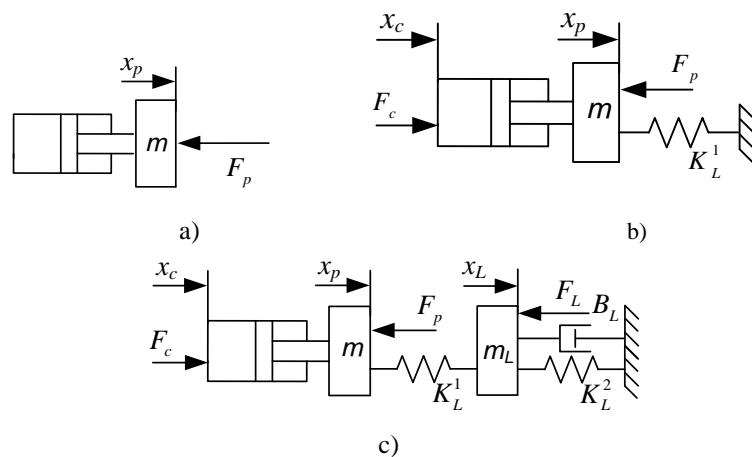 x_p
m
F_p
a)
x_c
x_p
F_c
m
F_p
K_L^1
b)
x_c
x_p
x_L
F_c
m
F_p
K_L^1
m_L
F_L
B_L
K_L^2
c)